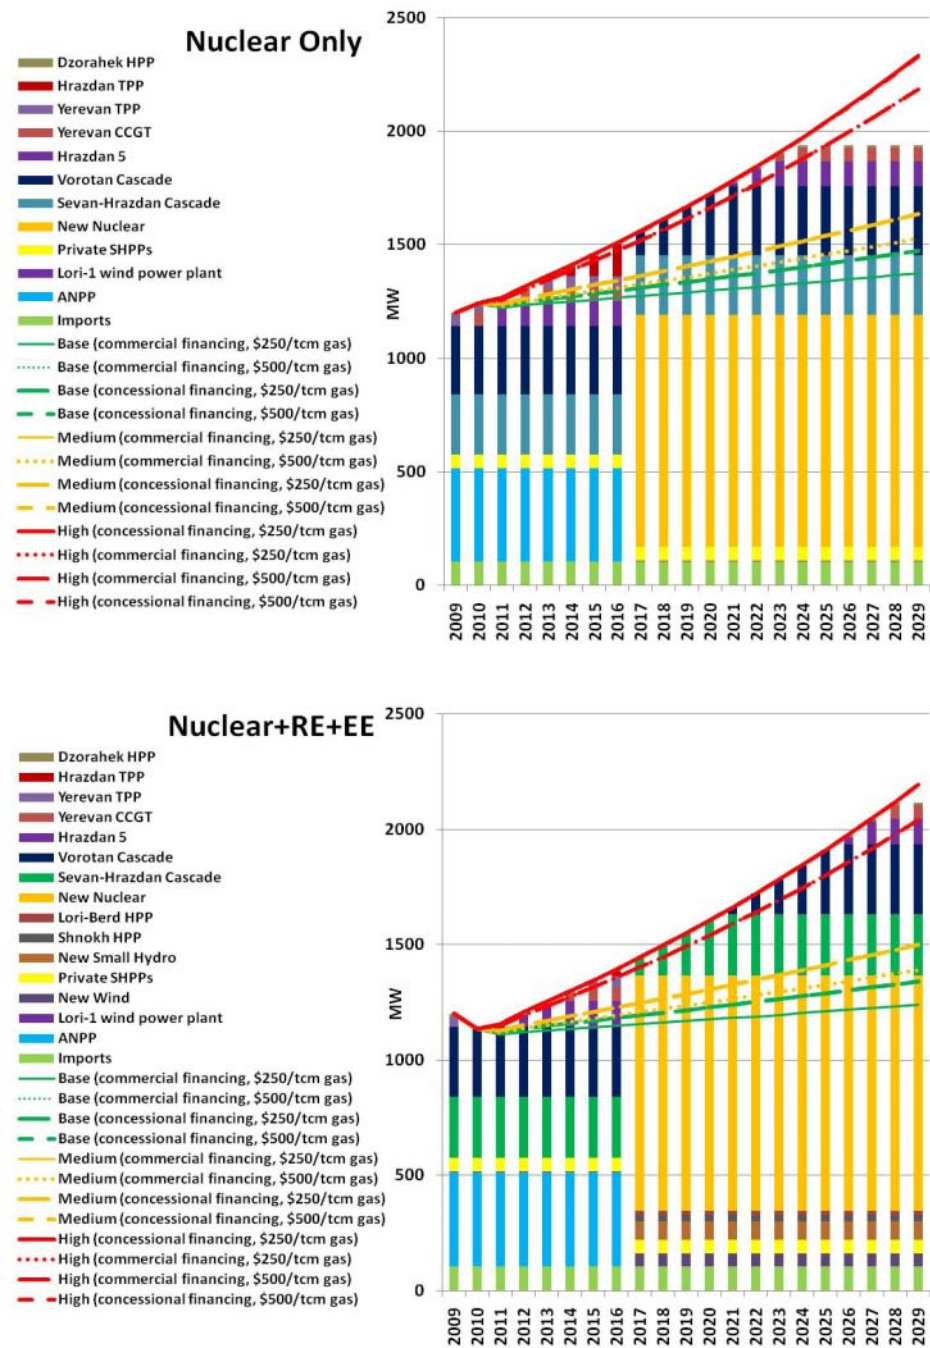 Nuclear Only
Dzorahek HPP
Hrazdan TPP
Yerevan TPP
Yerevan CCGT
Hrazdan 5
Vorotan Cascade
Sevan-Hrazdan Cascade
New Nuclear
Private SHPPs
Lori-1 wind power plant
ANPP
Imports
Base (commercial financing, $250/tcm gas)
Base (commercial financing, $500/tcm gas)
Base (concessional financing, $250/tcm gas)
Base (concessional financing, $500/tcm gas)
Medium (commercial financing, $250/tcm gas)
Medium (commercial financing, $500/tcm gas)
Medium (concessional financing, $250/tcm gas)
Medium (concessional financing, $500/tcm gas)
High (concessional financing, $250/tcm gas)
High (commercial financing, $250/tcm gas)
High (commercial financing, $500/tcm gas)
High (concessional financing, $500/tcm gas)
2500
2000
1500
1000
500
0
MW
2009 2010 2011 2012 2013 2014 2015 2016 2017 2018 2019 2020 2021 2022 2023 2024 2025 2026 2027 2028 2029
Nuclear+RE+EE
Dzorahek HPP
Hrazdan TPP
Yerevan TPP
Yerevan CCGT
Hrazdan 5
Vorotan Cascade
Sevan-Hrazdan Cascade
New Nuclear
Lori-Berd HPP
Shnokh HPP
New Small Hydro
Private SHPPs
New Wind
Lori-1 wind power plant
ANPP
Imports
Base (commercial financing, $250/tcm gas)
Base (commercial financing, $500/tcm gas)
Base (concessional financing, $250/tcm gas)
Base (concessional financing, $500/tcm gas)
Medium (commercial financing, $250/tcm gas)
Medium (commercial financing, $500/tcm gas)
Medium (concessional financing, $250/tcm gas)
Medium (concessional financing, $500/tcm gas)
High (concessional financing, $250/tcm gas)
High (commercial financing, $250/tcm gas)
High (commercial financing, $500/tcm gas)
High (concessional financing, $500/tcm gas)
2500
2000
1500
1000
500
0
MW
2009 2010 2011 2012 2013 2014 2015 2016 2017 2018 2019 2020 2021 2022 2023 2024 2025 2026 2027 2028 2029